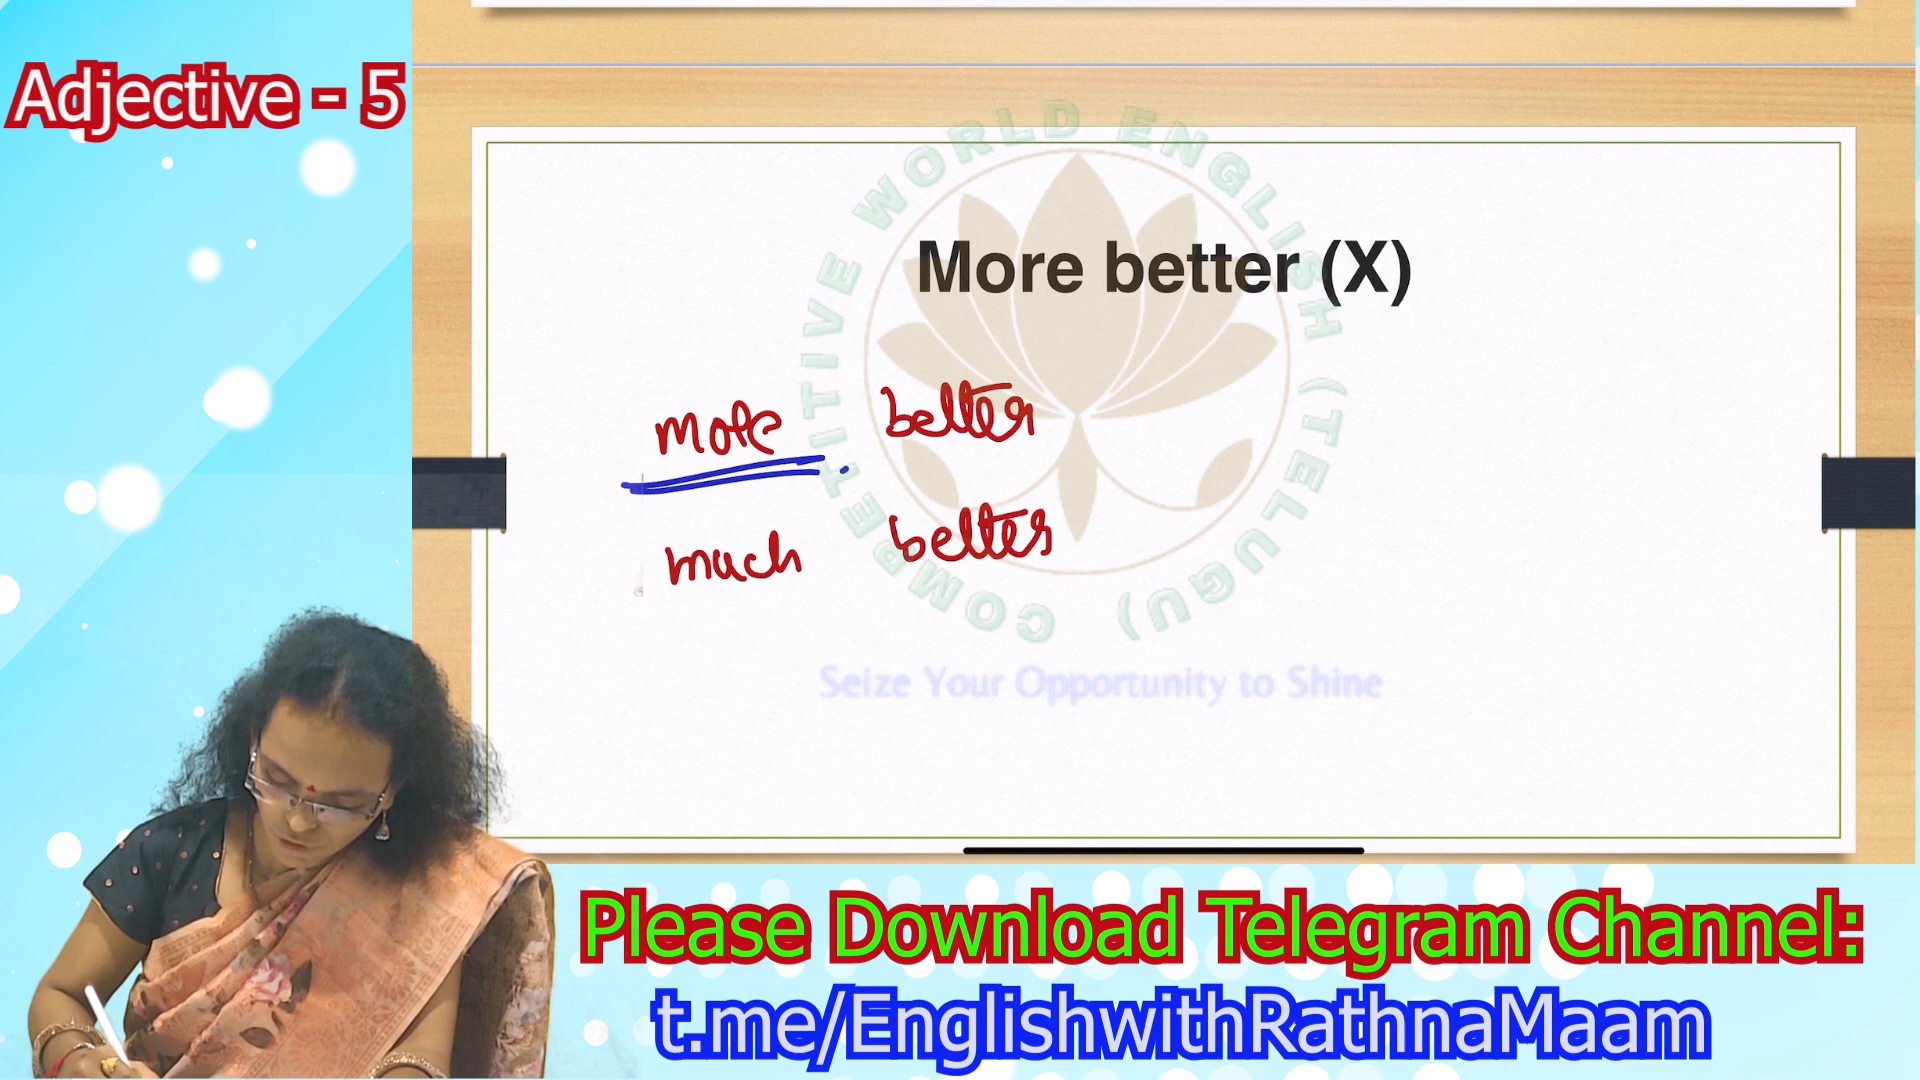 Adjective - 5
COMPETITIVE WORLD ENGLISH (TELUGU)
More better (X)
more better
much better
Seize Your Opportunity to Shine
Please Download Telegram Channel:
t.me/EnglishwithRathnaMaam